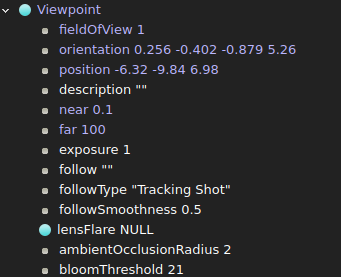 Viewpoint
fieldOfView 1
orientation 0.256 -0.402 -0.879 5.26
position -6.32 -9.84 6.98
description ""
near 0.1
far 100
exposure 1
follow ""
followType "Tracking Shot"
followSmoothness 0.5
lensFlare NULL
ambientOcclusionRadius 2
bloomThreshold 21